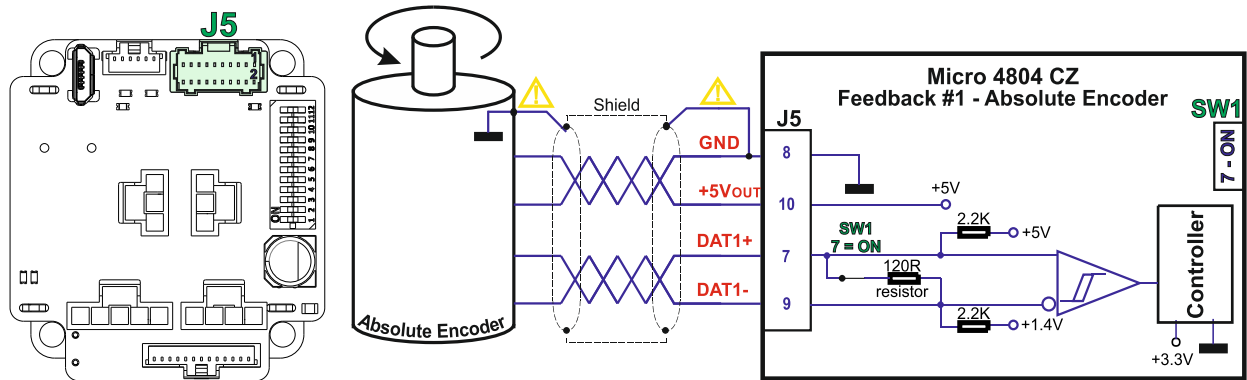 J5
1
2
ON
1 2 3 4 5 6 7 8 9 10 11 12
Absolute Encoder
Shield
GND
+5VOUT
DAT1+
DAT1-
Micro 4804 CZ
Feedback #1 - Absolute Encoder
SW1
7 - ON
J5
8
10
7
9
+5V
SW1
7 = ON
2.2K
+5V
120R
resistor
2.2K
+1.4V
Controller
+3.3V